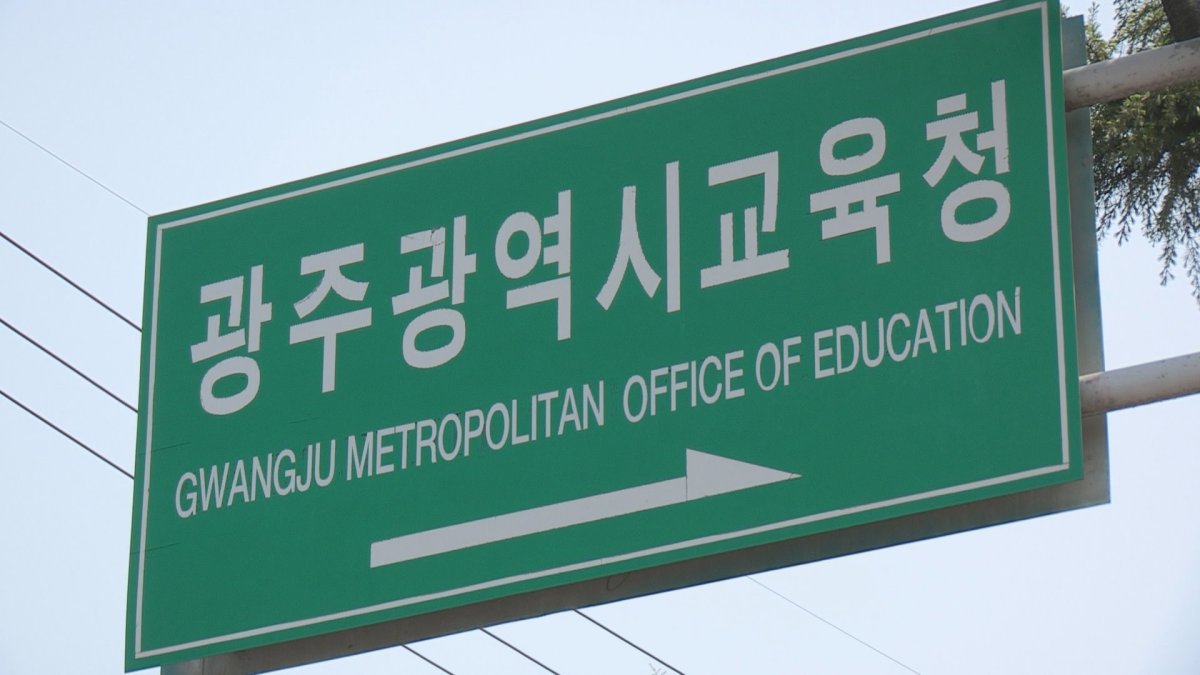 광주광역시교육청
GWANGJU METROPOLITAN OFFICE OF EDUCATION